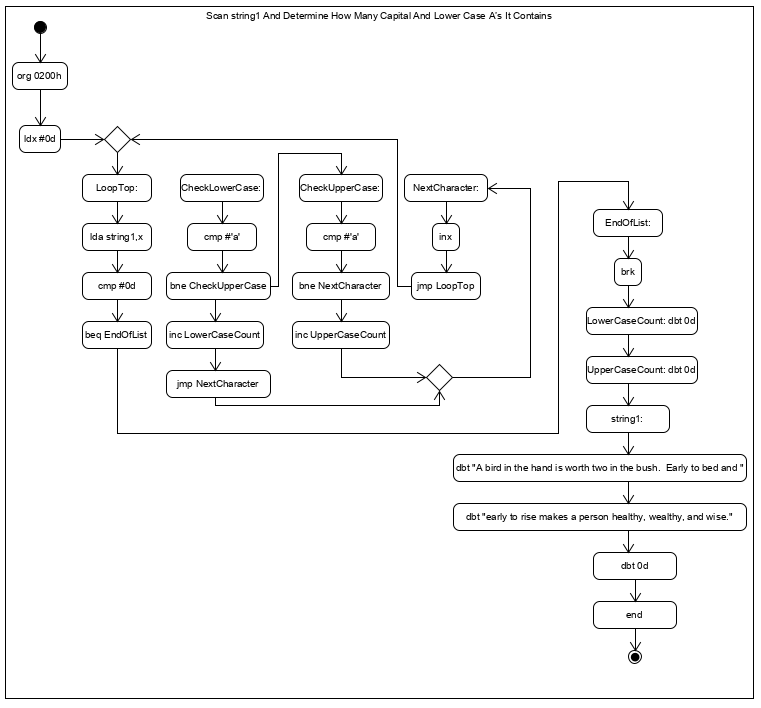 Scan string1 And Determine How Many Capital And Lower Case A's It Contains
org 0200h
ldx #0d
LoopTop:
lda string1,x
cmp #0d
beq EndOfList
CheckLowerCase:
cmp #'a'
bne CheckUpperCase
inc LowerCaseCount
jmp NextCharacter
CheckUpperCase:
cmp #'a'
bne NextCharacter
inc UpperCaseCount
NextCharacter:
inx
jmp LoopTop
EndOfList:
brk
LowerCaseCount: dbt 0d
UpperCaseCount: dbt 0d
string1:
dbt "A bird in the hand is worth two in the bush.  Early to bed and "
dbt "early to rise makes a person healthy, wealthy, and wise."
dbt 0d
end